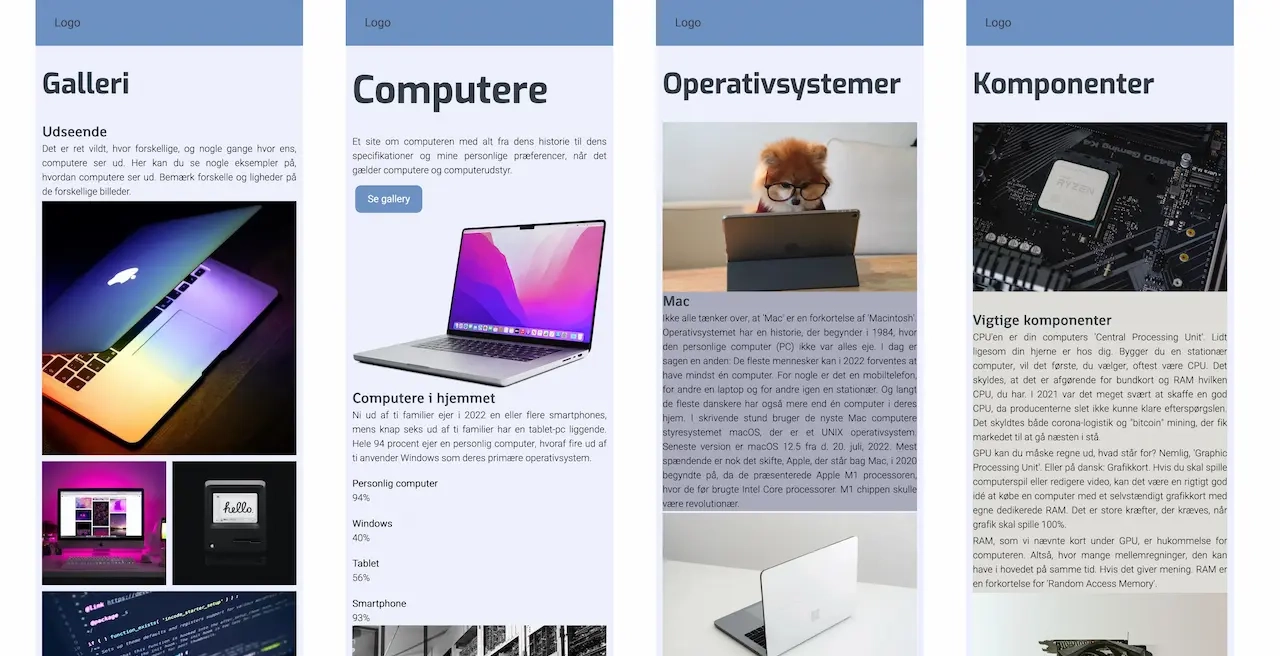 Logo
Galleri
Udseende
Det er ret vildt, hvor forskellige, og nogle gange hvor ens,
computere ser ud. Her kan du se nogle eksempler på,
hvordan computere ser ud. Bemærk forskelle og ligheder på
de forskellige billeder.
hello.
@link
@package
if ( ! function_exists(
Logo
Computere
Et site om computeren med alt fra dens historie til dens
specifikationer og mine personlige præferencer, når det
gælder computere og computerudstyr.
Se gallery
Computere i hjemmet
Ni ud af ti familier ejer i 2022 en eller flere smartphones,
mens knap seks ud af ti familier har en tablet-pc liggende.
Hele 94 procent ejer en personlig computer, hvoraf fire ud af
ti anvender Windows som deres primære operativsystem.
Personlig computer
94%
Windows
40%
Tablet
56%
Smartphone
93%
Logo
Operativsystemer
Mac
Ikke alle tænker over, at 'Mac' er en forkortelse af 'Macintosh'.
Operativsystemet har en historie, der begynder i 1984, hvor
den personlige computer (PC) ikke var alles eje. I dag er
sagen en anden: De fleste mennesker kan i 2022 forventes at
have mindst én computer. For nogle er det en mobiltelefon,
for andre en laptop og for andre igen en stationær. Og langt
de fleste danskere har også mere end én computer i deres
hjem. I skrivende stund bruger de nyste Mac computere
styresystemet macOS, der er et UNIX operativsystem.
Seneste version er macOS 12.5 fra d. 20. juli, 2022. Mest
spændende er nok det skifte, Apple, der står bag Mac, i 2020
begyndte på, da de præsenterede Apple M1 processoren,
hvor de før brugte Intel Core processorer. M1 chippen skulle
være revolutionær.
Logo
Komponenter
B450 Gaming K4
RYZEN
Vigtige komponenter
CPU'en er din computers 'Central Processing Unit'. Lidt
ligesom din hjerne er hos dig. Bygger du en stationær
computer, vil det første, du vælger, oftest være CPU. Det
skyldes, at det er afgørende for bundkort og RAM hvilken
CPU, du har. I 2021 var det meget svært at skaffe en god
CPU, da producenterne slet ikke kunne klare efterspørgslen.
Det skyldtes både corona-logistik og "bitcoin" mining, der fik
markedet til at gå næsten i stå.
GPU kan du måske regne ud, hvad står for? Nemlig, 'Graphic
Processing Unit'. Eller på dansk: Grafikkort. Hvis du skal spille
computerspil eller redigere video, kan det være en rigtigt god
idé at købe en computer med et selvstændigt grafikkort med
egne dedikerede RAM. Det er store kræfter, der kræves, når
grafik skal spille 100%.
RAM, som vi nævnte kort under GPU, er hukommelse for
computeren. Altså, hvor mange mellemregninger, den kan
have i hovedet på samme tid. Hvis det giver mening. RAM er
en forkortelse for 'Random Access Memory'.